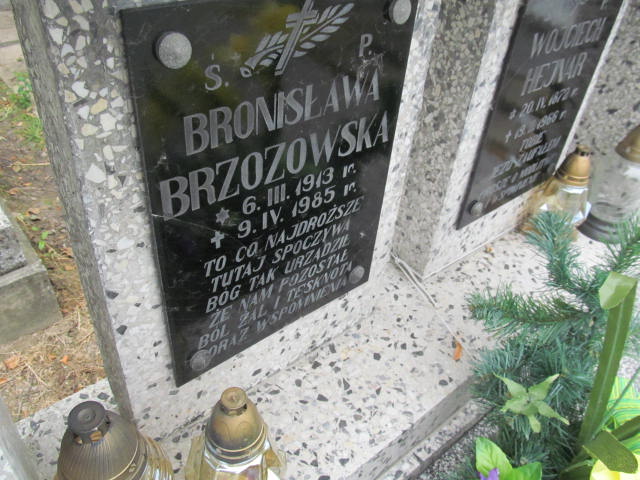 Ś. P.
BRONISŁAWA
BRZOZOWSKA
* 6. III. 1913 r.
✝ 9. IV. 1985 r.
TO CO NAJDROŻSZE
TUTAJ SPOCZYWA
BÓG TAK URZĄDZIŁ
ŻE NAM POZOSTAŁ
BÓL ŻAL I TĘSKNOTA
ORAZ WSPOMNIENIA
WOJCIECH
HEJNAR